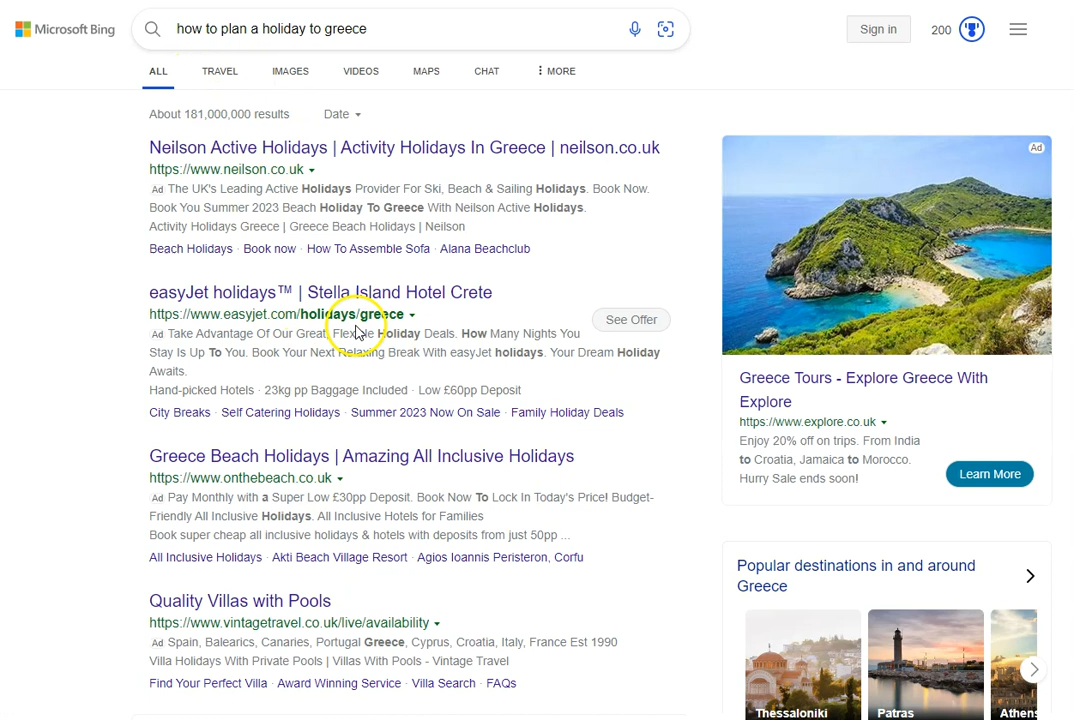 Microsoft Bing
how to plan a holiday to greece
Sign in
200
ALL
TRAVEL
IMAGES
VIDEOS
MAPS
CHAT
MORE
About 181,000,000 results
Date
Neilson Active Holidays | Activity Holidays In Greece | neilson.co.uk
https://www.neilson.co.uk
Ad The UK's Leading Active Holidays Provider For Ski, Beach & Sailing Holidays. Book Now.
Book You Summer 2023 Beach Holiday To Greece With Neilson Active Holidays.
Activity Holidays Greece | Greece Beach Holidays | Neilson
Beach Holidays · Book now · How To Assemble Sofa · Alana Beachclub
easyJet holidays™ | Stella Island Hotel Crete
https://www.easyjet.com/holidays/greece
Ad Take Advantage Of Our Great Flexible Holiday Deals. How Many Nights You
Stay Is Up To You. Book Your Next Relaxing Break With easyJet holidays. Your Dream Holiday
Awaits.
Hand-picked Hotels · 23kg pp Baggage Included · Low £60pp Deposit
City Breaks · Self Catering Holidays · Summer 2023 Now On Sale · Family Holiday Deals
See Offer
Greece Beach Holidays | Amazing All Inclusive Holidays
https://www.onthebeach.co.uk
Ad Pay Monthly with a Super Low £30pp Deposit. Book Now To Lock In Today's Price! Budget-
Friendly All Inclusive Holidays. All Inclusive Hotels for Families
Book super cheap all inclusive holidays & hotels with deposits from just 50pp ...
All Inclusive Holidays · Akti Beach Village Resort · Agios Ioannis Peristeron, Corfu
Quality Villas with Pools
https://www.vintagetravel.co.uk/live/availability
Ad Spain, Balearics, Canaries, Portugal Greece, Cyprus, Croatia, Italy, France Est 1990
Villa Holidays With Private Pools | Villas With Pools - Vintage Travel
Find Your Perfect Villa · Award Winning Service · Villa Search · FAQs
Ad
Greece Tours - Explore Greece With
Explore
https://www.explore.co.uk
Enjoy 20% off on trips. From India
to Croatia, Jamaica to Morocco.
Hurry Sale ends soon!
Learn More
Popular destinations in and around
Greece
Thessaloniki
Patras
Athens